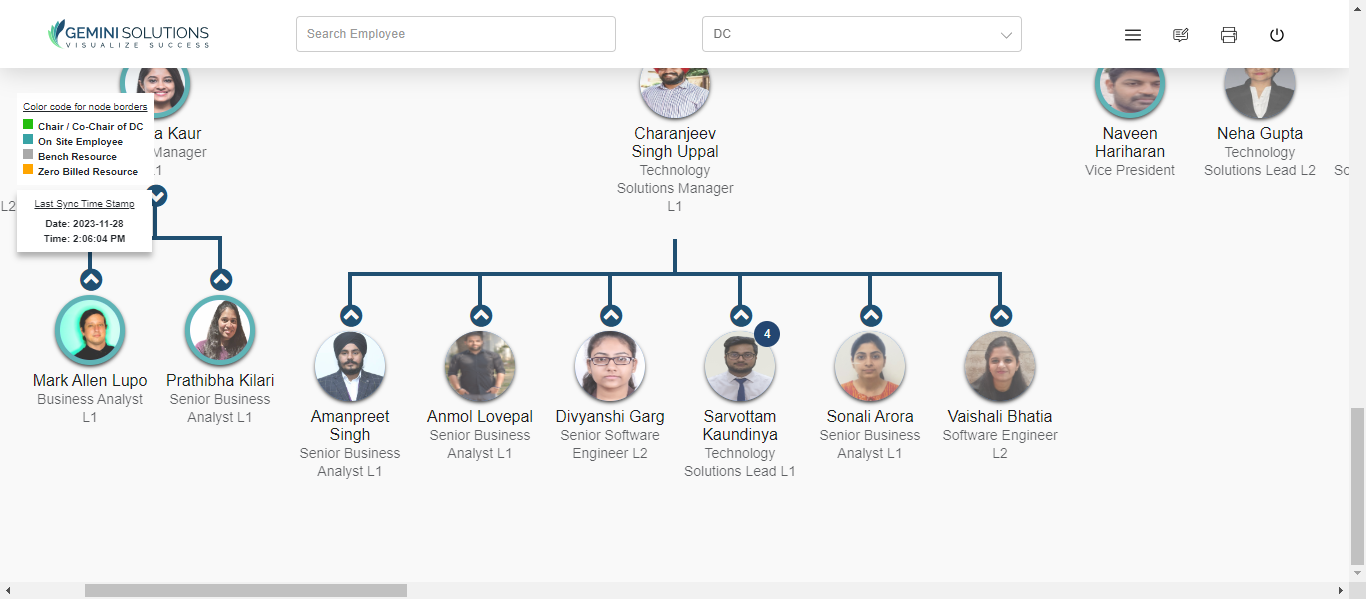 GEMINI SOLUTIONS
VISUALIZE SUCCESS
Search Employee
DC
Color code for node borders
Chair / Co-Chair of DC
On Site Employee
Bench Resource
Zero Billed Resource
Last Sync Time Stamp
Date: 2023-11-28
Time: 2:06:04 PM
L2
a Kaur
Manager
L1
Charanjeev
Singh Uppal
Technology
Solutions Manager
L1
Naveen
Hariharan
Vice President
Neha Gupta
Technology
Solutions Lead L2
So
Mark Allen Lupo
Business Analyst
L1
Prathibha Kilari
Senior Business
Analyst L1
Amanpreet
Singh
Senior Business
Analyst L1
Anmol Lovepal
Senior Business
Analyst L1
Divyanshi Garg
Senior Software
Engineer L2
4
Sarvottam
Kaundinya
Technology
Solutions Lead L1
Sonali Arora
Senior Business
Analyst L1
Vaishali Bhatia
Software Engineer
L2